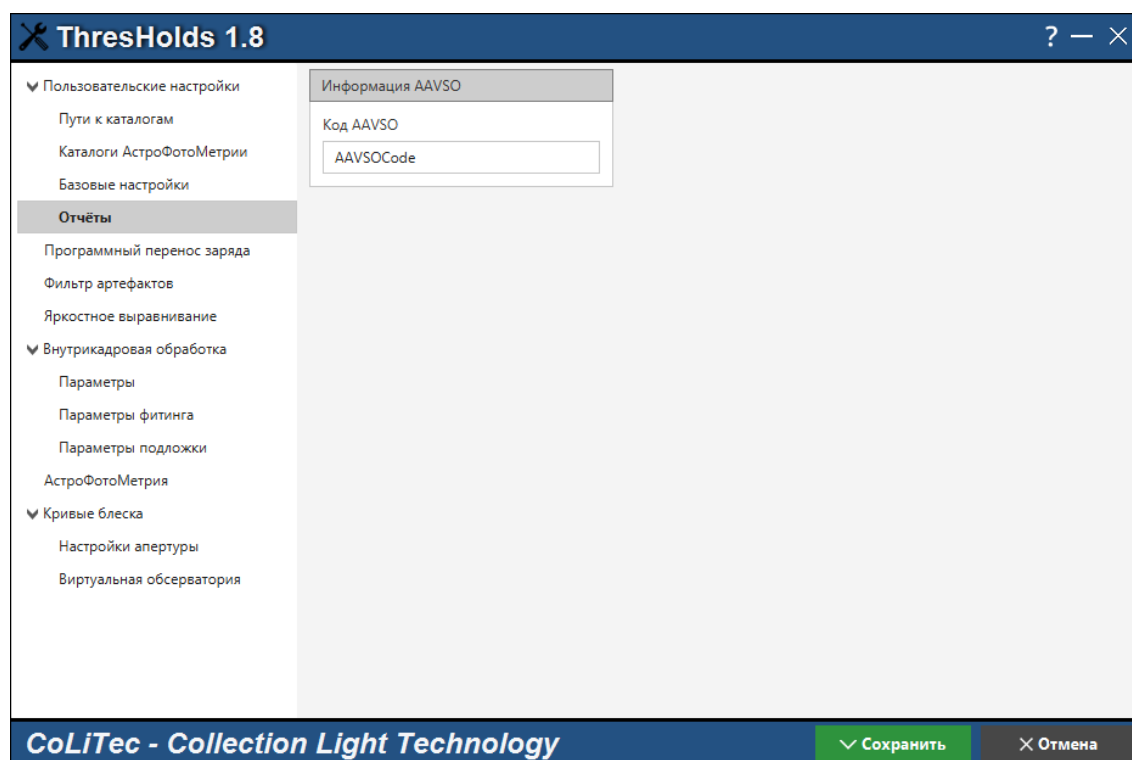 ThresHolds 1.8
?
Пользовательские настройки
Пути к каталогам
Каталоги АстроФотоМетрии
Базовые настройки
Отчёты
Программный перенос заряда
Фильтр артефактов
Яркостное выравнивание
Внутрикадровая обработка
Параметры
Параметры фитинга
Параметры подложки
АстроФотоМетрия
Кривые блеска
Настройки апертуры
Виртуальная обсерватория
Информация AAVSO
Код AAVSO
AAVSOCode
CoLiTec - Collection Light Technology
Сохранить
Отмена